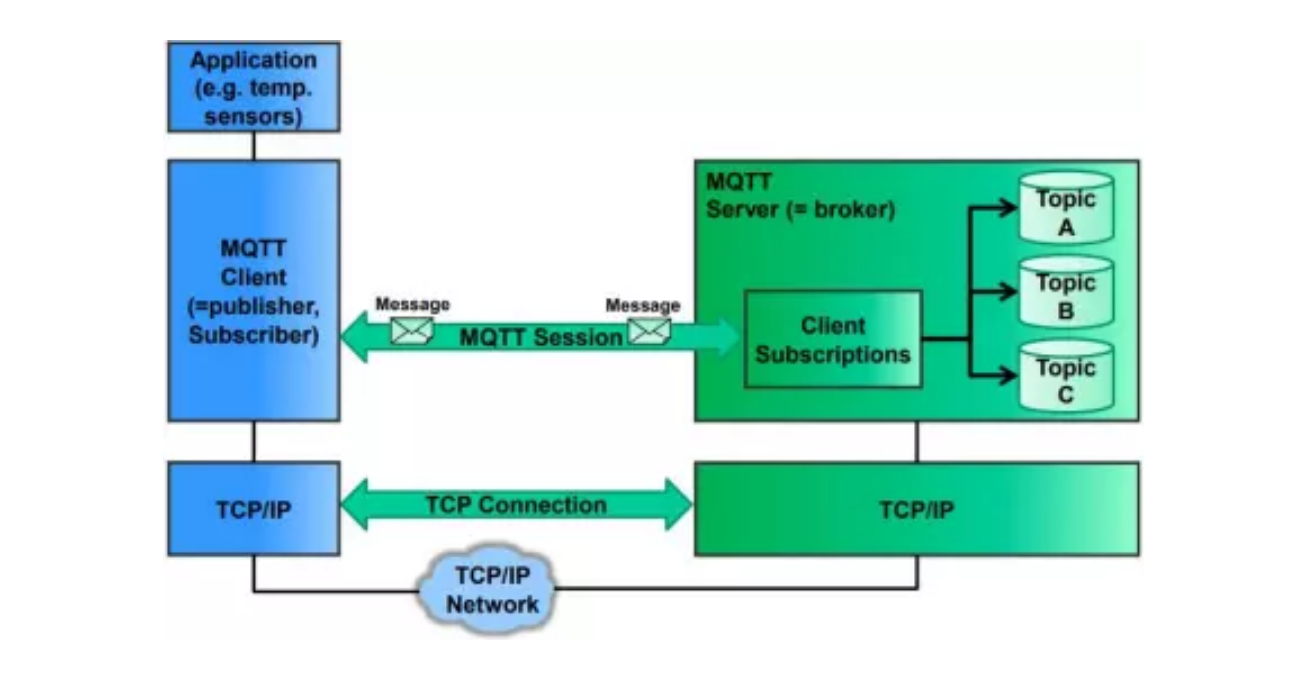 Application
(e.g. temp.
sensors)
MQTT
Client
(=publisher,
Subscriber)
Message
Message
MQTT Session
MQTT
Server (= broker)
Client
Subscriptions
Topic
A
Topic
B
Topic
C
TCP/IP
TCP Connection
TCP/IP
TCP/IP
Network